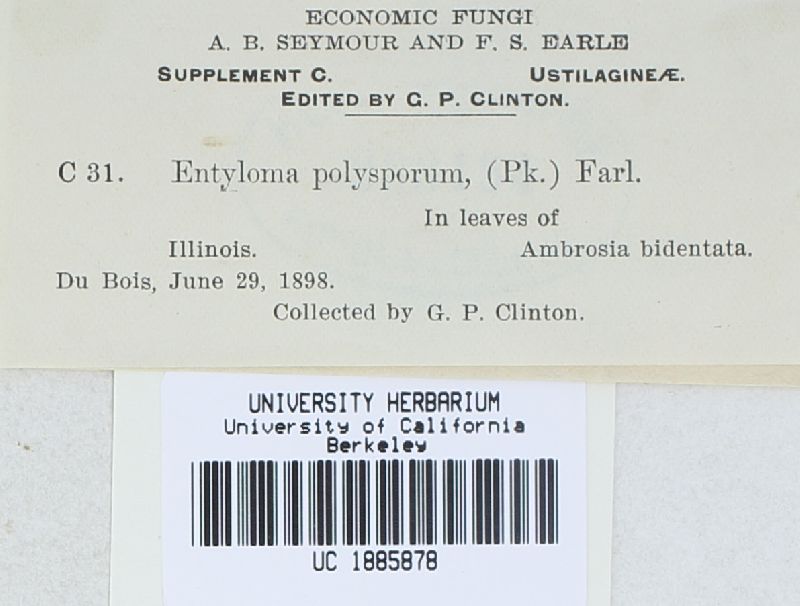 ECONOMIC FUNGI
A. B. SEYMOUR AND F. S. EARLE
SUPPLEMENT C. USTILAGINEÆ.
EDITED BY G. P. CLINTON.
C 31. Entyloma polysporum, (Pk.) Farl.
In leaves of
Illinois. Ambrosia bidentata.
Du Bois, June 29, 1898.
Collected by G. P. Clinton.
UNIVERSITY HERBARIUM
University of California
Berkeley
UC 1885878